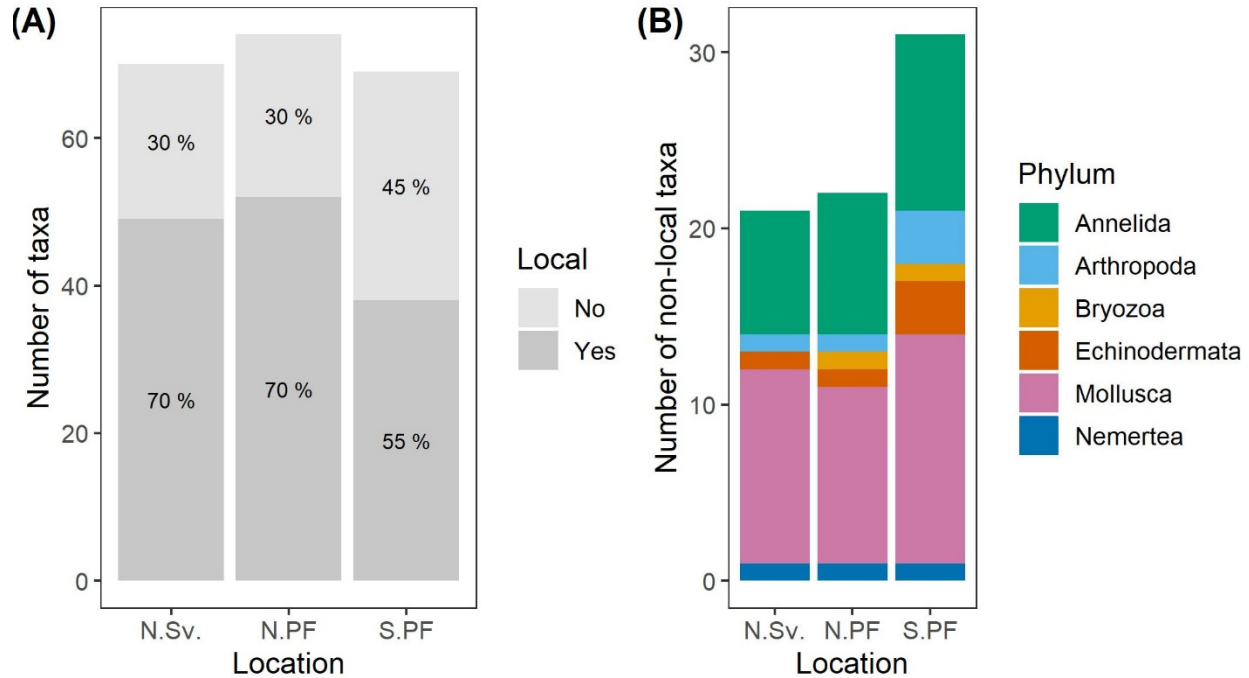 (A)
Number of taxa
60
40
20
0
30 %
30 %
45 %
70 %
70 %
55 %
N.Sv.
N.PF
S.PF
Location
Local
No
Yes
(B)
Number of non-local taxa
30
20
10
0
N.Sv.
N.PF
S.PF
Location
Phylum
Annelida
Arthropoda
Bryozoa
Echinodermata
Mollusca
Nemertea